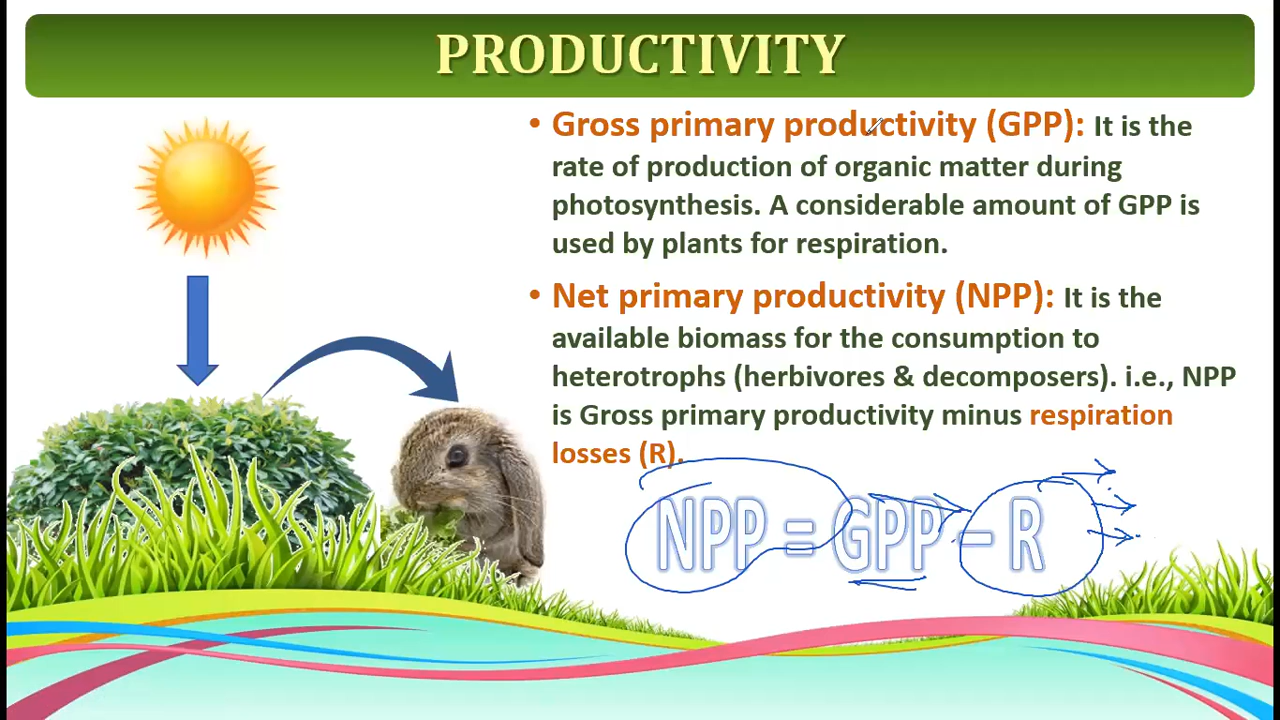 PRODUCTIVITY
• Gross primary productivity (GPP): It is the
rate of production of organic matter during
photosynthesis. A considerable amount of GPP is
used by plants for respiration.
• Net primary productivity (NPP): It is the
available biomass for the consumption to
heterotrophs (herbivores & decomposers). i.e., NPP
is Gross primary productivity minus respiration
losses (R).
NPP = GPP – R